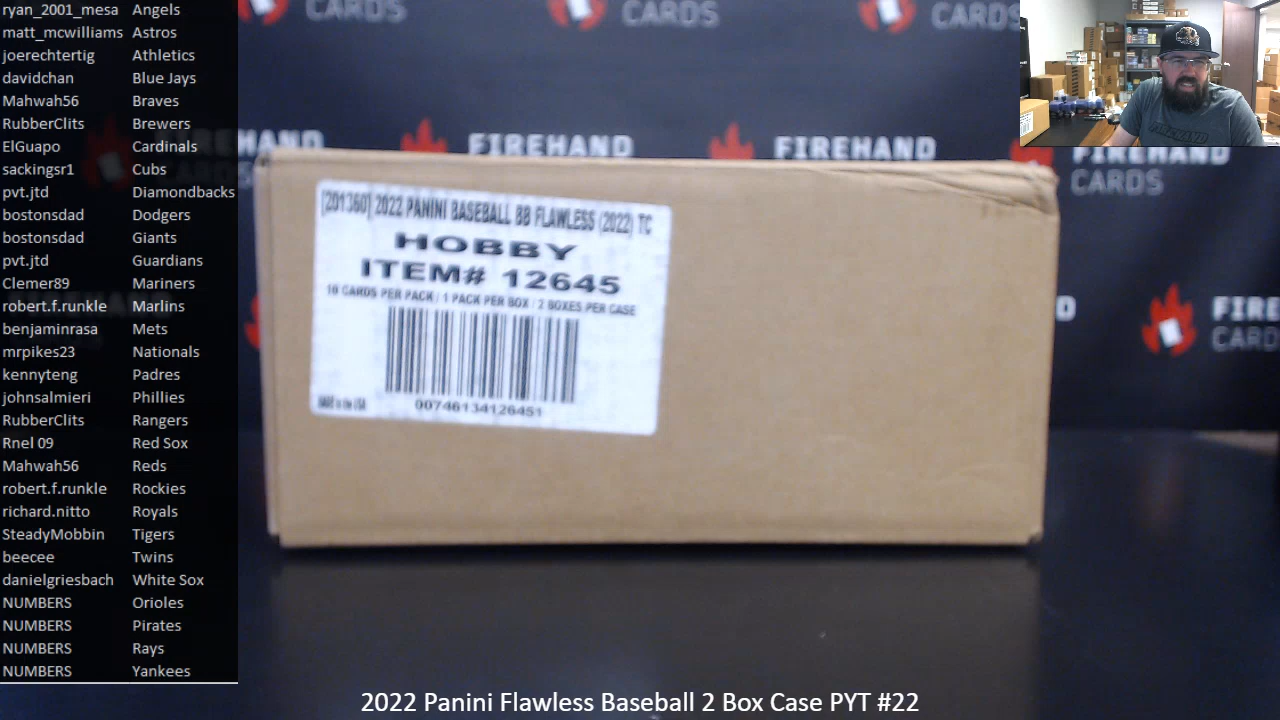 ryan_2001_mesa Angels
matt_mcwilliams Astros
joerechtertig Athletics
davidchan Blue Jays
Mahwah56 Braves
RubberClits Brewers
ElGuapo Cardinals
sackingsr1 Cubs
pvt.jtd Diamondbacks
bostonsdad Dodgers
bostonsdad Giants
pvt.jtd Guardians
Clemer89 Mariners
robert.f.runkle Marlins
benjaminrasa Mets
mrpikes23 Nationals
kennyteng Padres
johnsalmieri Phillies
RubberClits Rangers
Rnel 09 Red Sox
Mahwah56 Reds
robert.f.runkle Rockies
richard.nitto Royals
SteadyMobbin Tigers
beecee Twins
danielgriesbach White Sox
NUMBERS Orioles
NUMBERS Pirates
NUMBERS Rays
NUMBERS Yankees
CARDS
CARDS
CARDS
FIREHAND
FIREHAND
FIREHAND
FIREHAND
CARDS
FIRE
CARD
[201360] 2022 PANINI BASEBALL BB FLAWLESS (2022) TC
HOBBY
ITEM# 12645
10 CARDS PER PACK / 1 PACK PER BOX / 2 BOXES PER CASE
MADE IN THE USA
00746134126451
2022 Panini Flawless Baseball 2 Box Case PYT #22